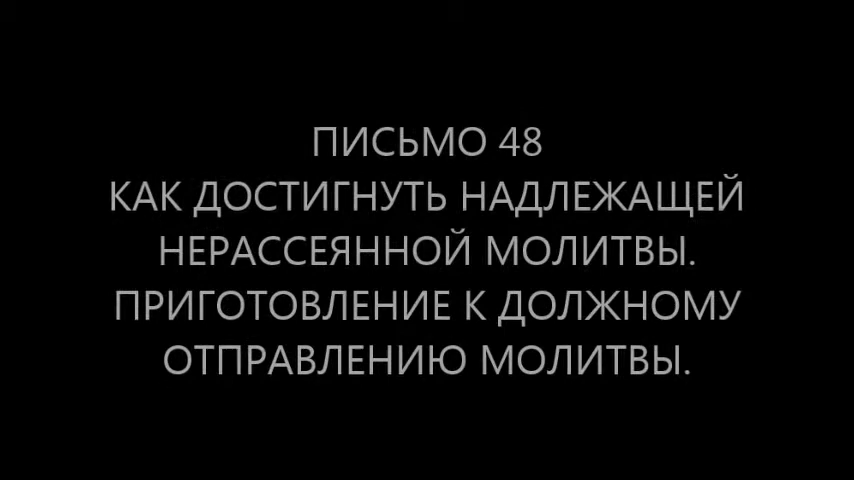 ПИСЬМО 48
КАК ДОСТИГНУТЬ НАДЛЕЖАЩЕЙ
НЕРАССЕЯННОЙ МОЛИТВЫ.
ПРИГОТОВЛЕНИЕ К ДОЛЖНОМУ
ОТПРАВЛЕНИЮ МОЛИТВЫ.